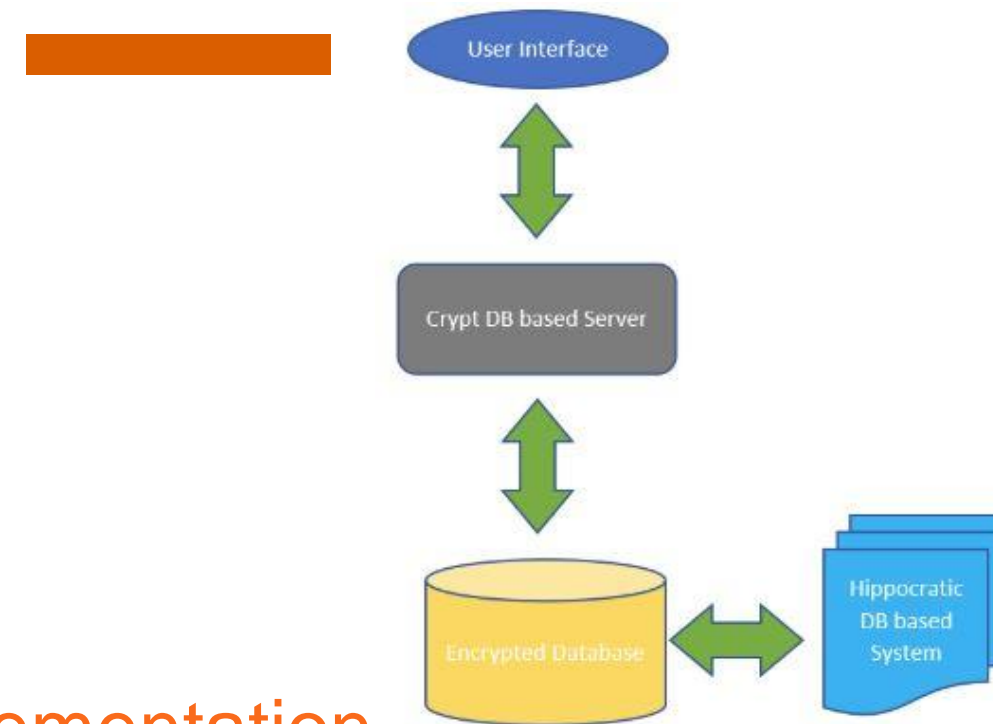 User Interface
Crypt DB based Server
Encrypted Database
Hippocratic
DB based
System